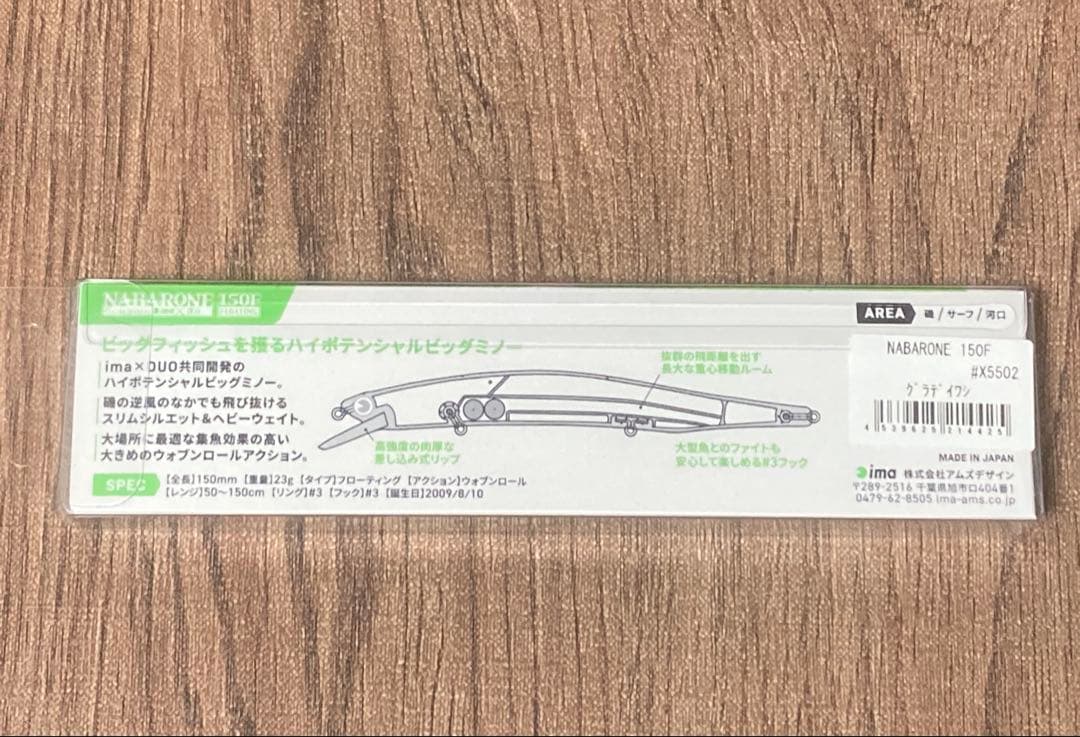 NABARONE 150F
AREA 磯/サーフ/河口
ビッグフィッシュを獲るハイポテンシャルビッグミノー
ima×DUO共同開発の
ハイポテンシャルビッグミノー。
磯の逆風のなかでも飛び抜ける
スリムシルエット&ヘビーウェイト。
大場所に最適な集魚効果の高い
大きめのウォブンロールアクション。
抜群の飛距離を出す
長大な重心移動ルーム
高強度の肉厚な
差し込み式リップ
大型魚とのファイトも
安心して楽しめる#3フック
SPEC 【全長】150mm 【重量】23g 【タイプ】フローティング 【アクション】ウォブンロール
【レンジ】50~150cm 【リング】#3 【フック】#3 【誕生日】2009/8/10
NABARONE 150F
#X5502
グラデイワシ
4 539625 214425
MADE IN JAPAN
ima 株式会社アムズデザイン
〒289-2516 千葉県旭市ロ404番1
0479-62-8505 ima-ams.co.jp